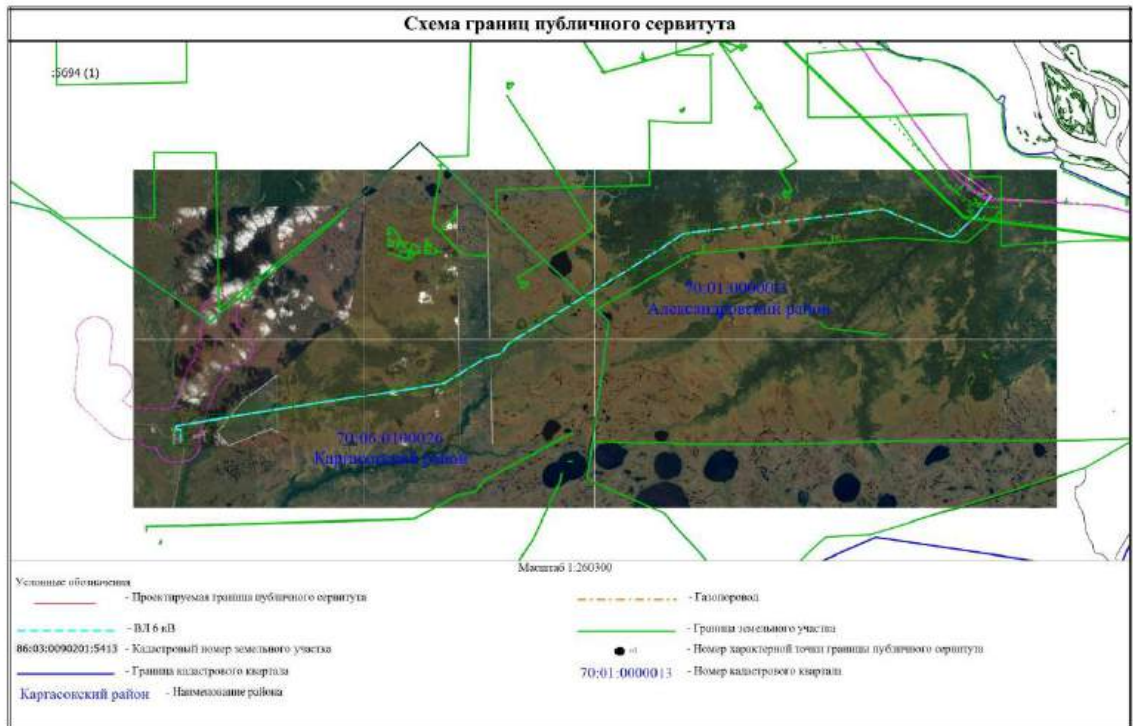 Схема границ публичного сервитута
:5694 (1)
70:01:0000013
Александровский район
70:06:0100026
Каргасокский район
Масштаб 1:260300
Условные обозначения
- Проектируемая граница публичного сервитута
- Газопровод
- ВЛ 6 кВ
- Граница земельного участка
86:03:0090201:5413 - Кадастровый номер земельного участка
- Номер характерной точки границы публичного сервитута
- Граница кадастрового квартала
70:01:0000013 - Номер кадастрового квартала
Каргасокский район - Наименование района